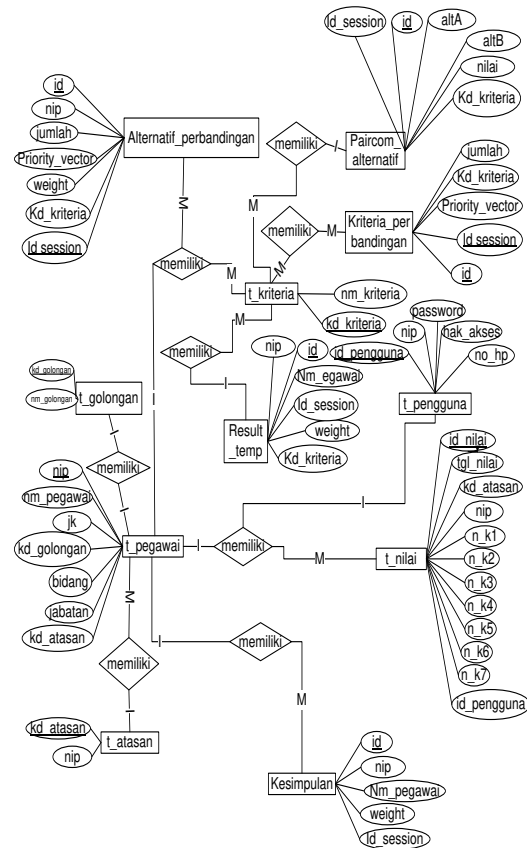 Id_session
id
altA
altB
nilai
Kd_kriteria
Paircom_
alternatif
memiliki
I
M
id
nip
jumlah
Priority_vector
weight
Kd_kriteria
Id session
Alternatif_perbandingan
M
memiliki
M
I
jumlah
Kd_kriteria
Priority_vector
Id session
id
Kriteria_per
bandingan
M
memiliki
M
t_kriteria
nm_kriteria
kd_kriteria
M
memiliki
I
nip
id
Nm_egawai
Id_session
weight
Kd_kriteria
Result
_temp
password
nip
hak_akses
id_pengguna
no_hp
t_pengguna
I
kd_golongan
nm_golongan
t_golongan
I
memiliki
I
nip
nm_pegawai
jk
kd_golongan
bidang
jabatan
kd_atasan
t_pegawai
I
memiliki
I
M
t_nilai
id_nilai
tgl_nilai
kd_atasan
nip
n_k1
n_k2
n_k3
n_k4
n_k5
n_k6
n_k7
id_pengguna
M
memiliki
I
kd_atasan
nip
t_atasan
I
memiliki
M
Kesimpulan
id
nip
Nm_pegawai
weight
Id_session